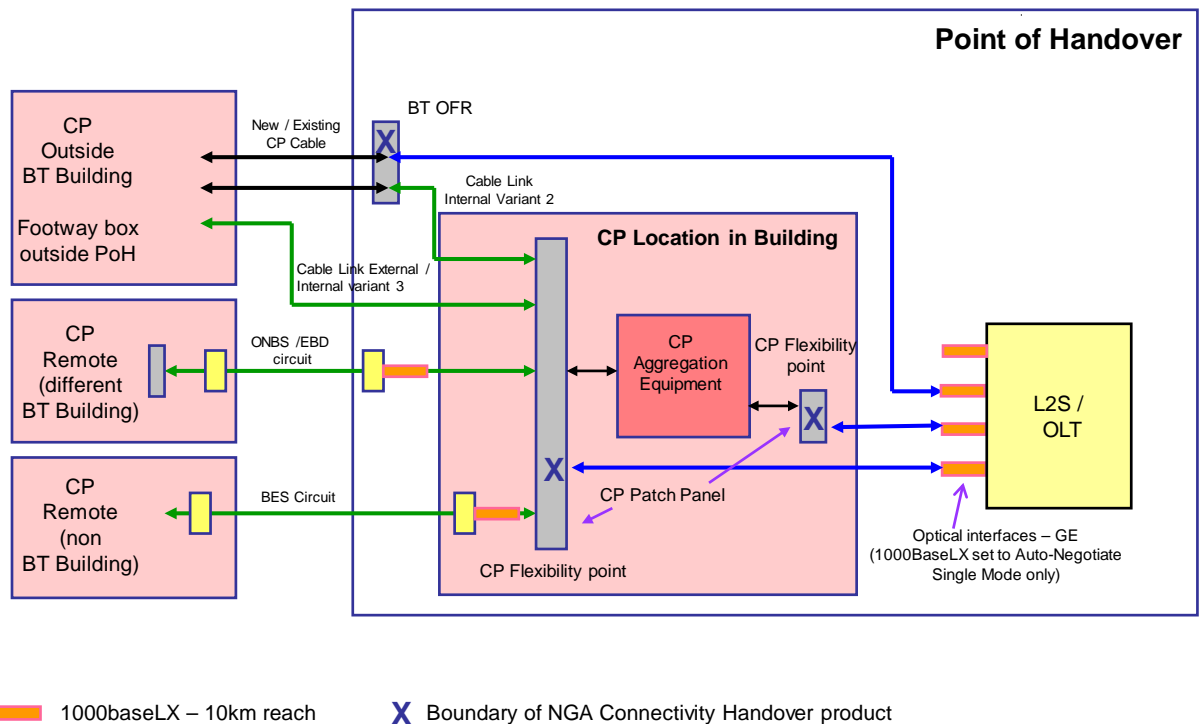 Point of Handover
BT OFR
CP
Outside
BT Building
Footway box
outside PoH
New / Existing
CP Cable
X
Cable Link
Internal Variant 2
Cable Link External /
Internal variant 3
CP Location in Building
CP
Remote
(different
BT Building)
ONBS /EBD
circuit
CP
Aggregation
Equipment
CP Flexibility
point
X
L2S /
OLT
X
CP Patch Panel
CP
Remote
(non
BT Building)
BES Circuit
CP Flexibility point
Optical interfaces – GE
(1000BaseLX set to Auto-Negotiate
Single Mode only)
1000baseLX – 10km reach
X Boundary of NGA Connectivity Handover product